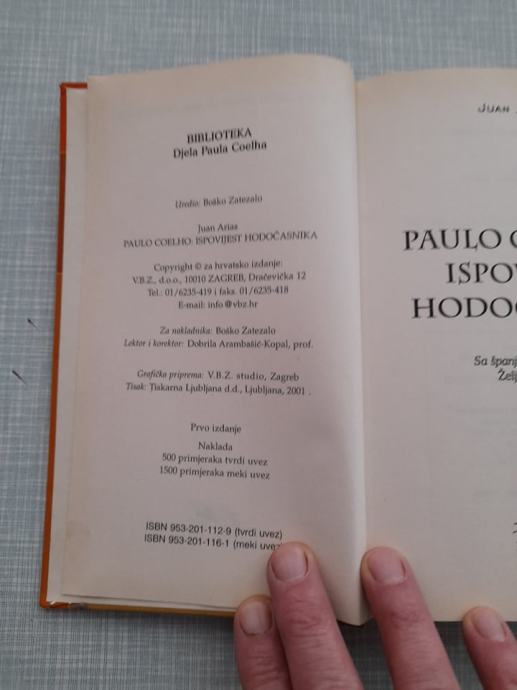 BIBLIOTEKA
Djela Paula Coelha
Uredio: Boško Zatezalo
Juan Arias
PAULO COELHO: ISPOVIJEST HODOČASNIKA
Copyright © za hrvatsko izdanje:
V.B.Z., d.o.o., 10010 ZAGREB, Dračevička 12
Tel.: 01/6235-419 i faks. 01/6235-418
E-mail: info@vbz.hr
Za nakladnika: Boško Zatezalo
Lektor i korektor: Dobrila Arambašić-Kopal, prof.
Grafička priprema: V.B.Z. studio, Zagreb
Tisak: Tiskarna Ljubljana d.d., Ljubljana, 2001.
Prvo izdanje
Naklada
500 primjeraka tvrdi uvez
1500 primjeraka meki uvez
ISBN 953-201-112-9 (tvrdi uvez)
ISBN 953-201-116-1 (meki uvez
JUAN
PAULO
ISPOV
HODO
Sa španj
Želj